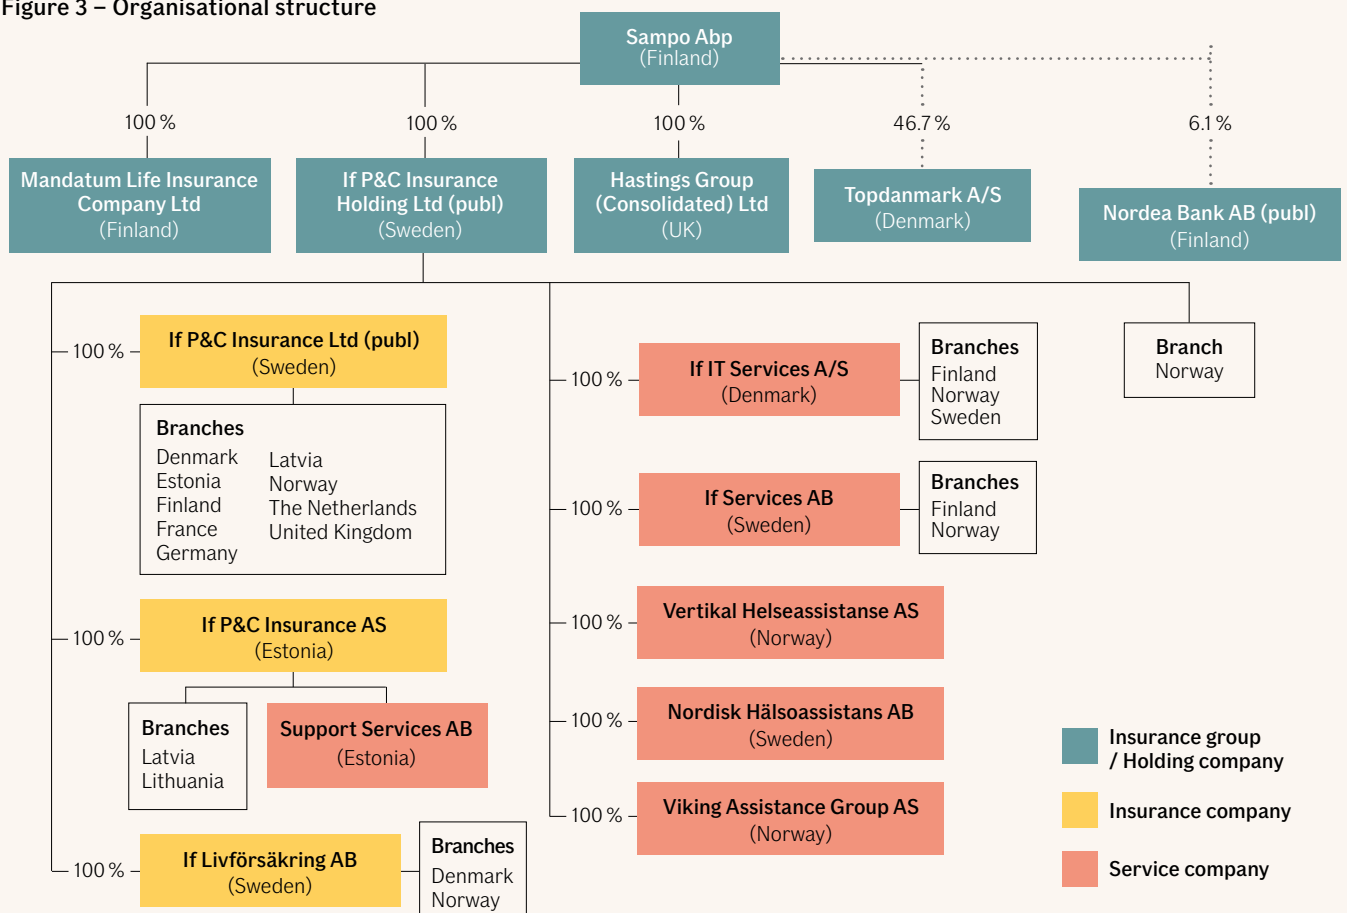 Figure 3 – Organisational structure
Sampo Abp
(Finland)
100 %
100 %
100 %
46.7 %
6.1 %
Mandatum Life Insurance
Company Ltd
(Finland)
If P&C Insurance
Holding Ltd (publ)
(Sweden)
Hastings Group
(Consolidated) Ltd
(UK)
Topdanmark A/S
(Denmark)
Nordea Bank AB (publ)
(Finland)
100 %
If P&C Insurance Ltd (publ)
(Sweden)
Branches
Denmark
Estonia
Finland
France
Germany
Latvia
Norway
The Netherlands
United Kingdom
100 %
If P&C Insurance AS
(Estonia)
Branches
Latvia
Lithuania
Support Services AB
(Estonia)
100 %
If Livförsäkring AB
(Sweden)
Branches
Denmark
Norway
100 %
If IT Services A/S
(Denmark)
Branches
Finland
Norway
Sweden
100 %
If Services AB
(Sweden)
Branches
Finland
Norway
100 %
Vertikal Helseassistanse AS
(Norway)
100 %
Nordisk Hälsoassistans AB
(Sweden)
100 %
Viking Assistance Group AS
(Norway)
Branch
Norway
Insurance group
/ Holding company
Insurance company
Service company